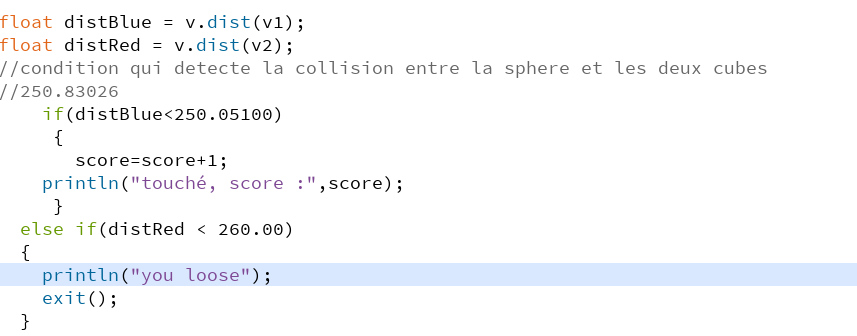 float distBlue = v.dist(v1);
float distRed = v.dist(v2);
//condition qui detecte la collision entre la sphere et les deux cubes
//250.83026
if(distBlue<250.05100)
{
score=score+1;
println("touché, score :",score);
}
else if(distRed < 260.00)
{
println("you loose");
exit();
}